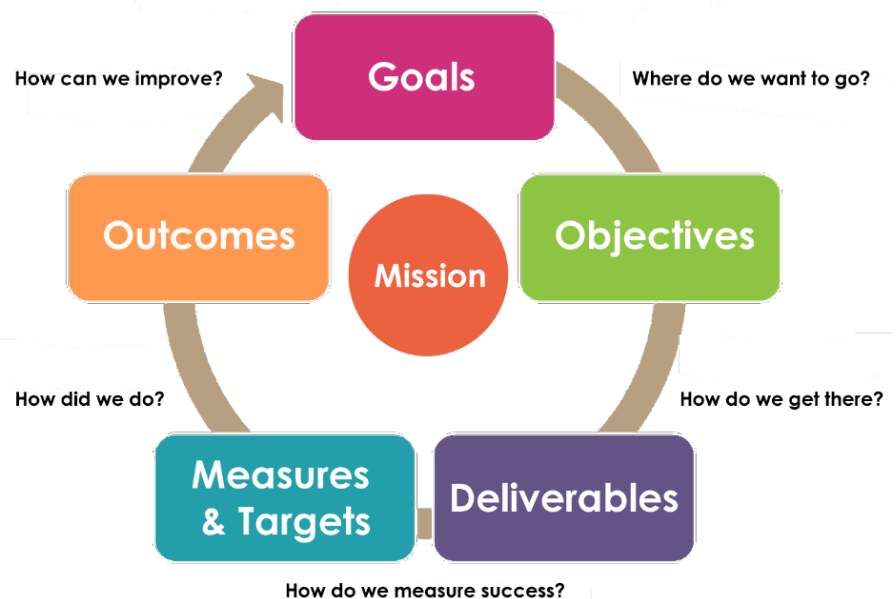 Goals
How can we improve?
Where do we want to go?
Outcomes
Objectives
Mission
How did we do?
How do we get there?
Measures
& Targets
Deliverables
How do we measure success?